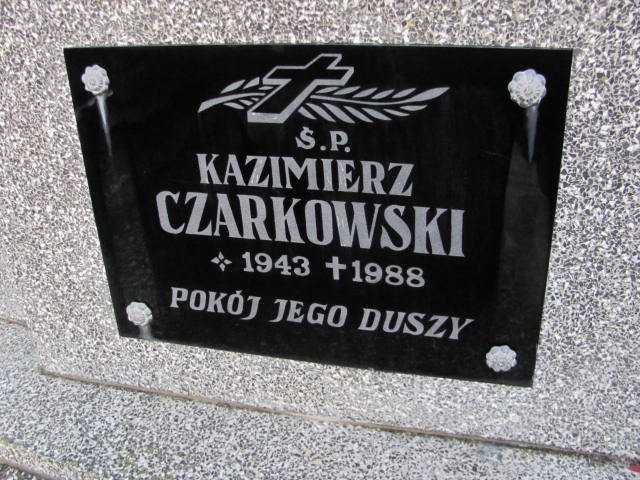 Ś.P.
KAZIMIERZ
CZARKOWSKI
1943 †1988
POKÓJ JEGO DUSZY